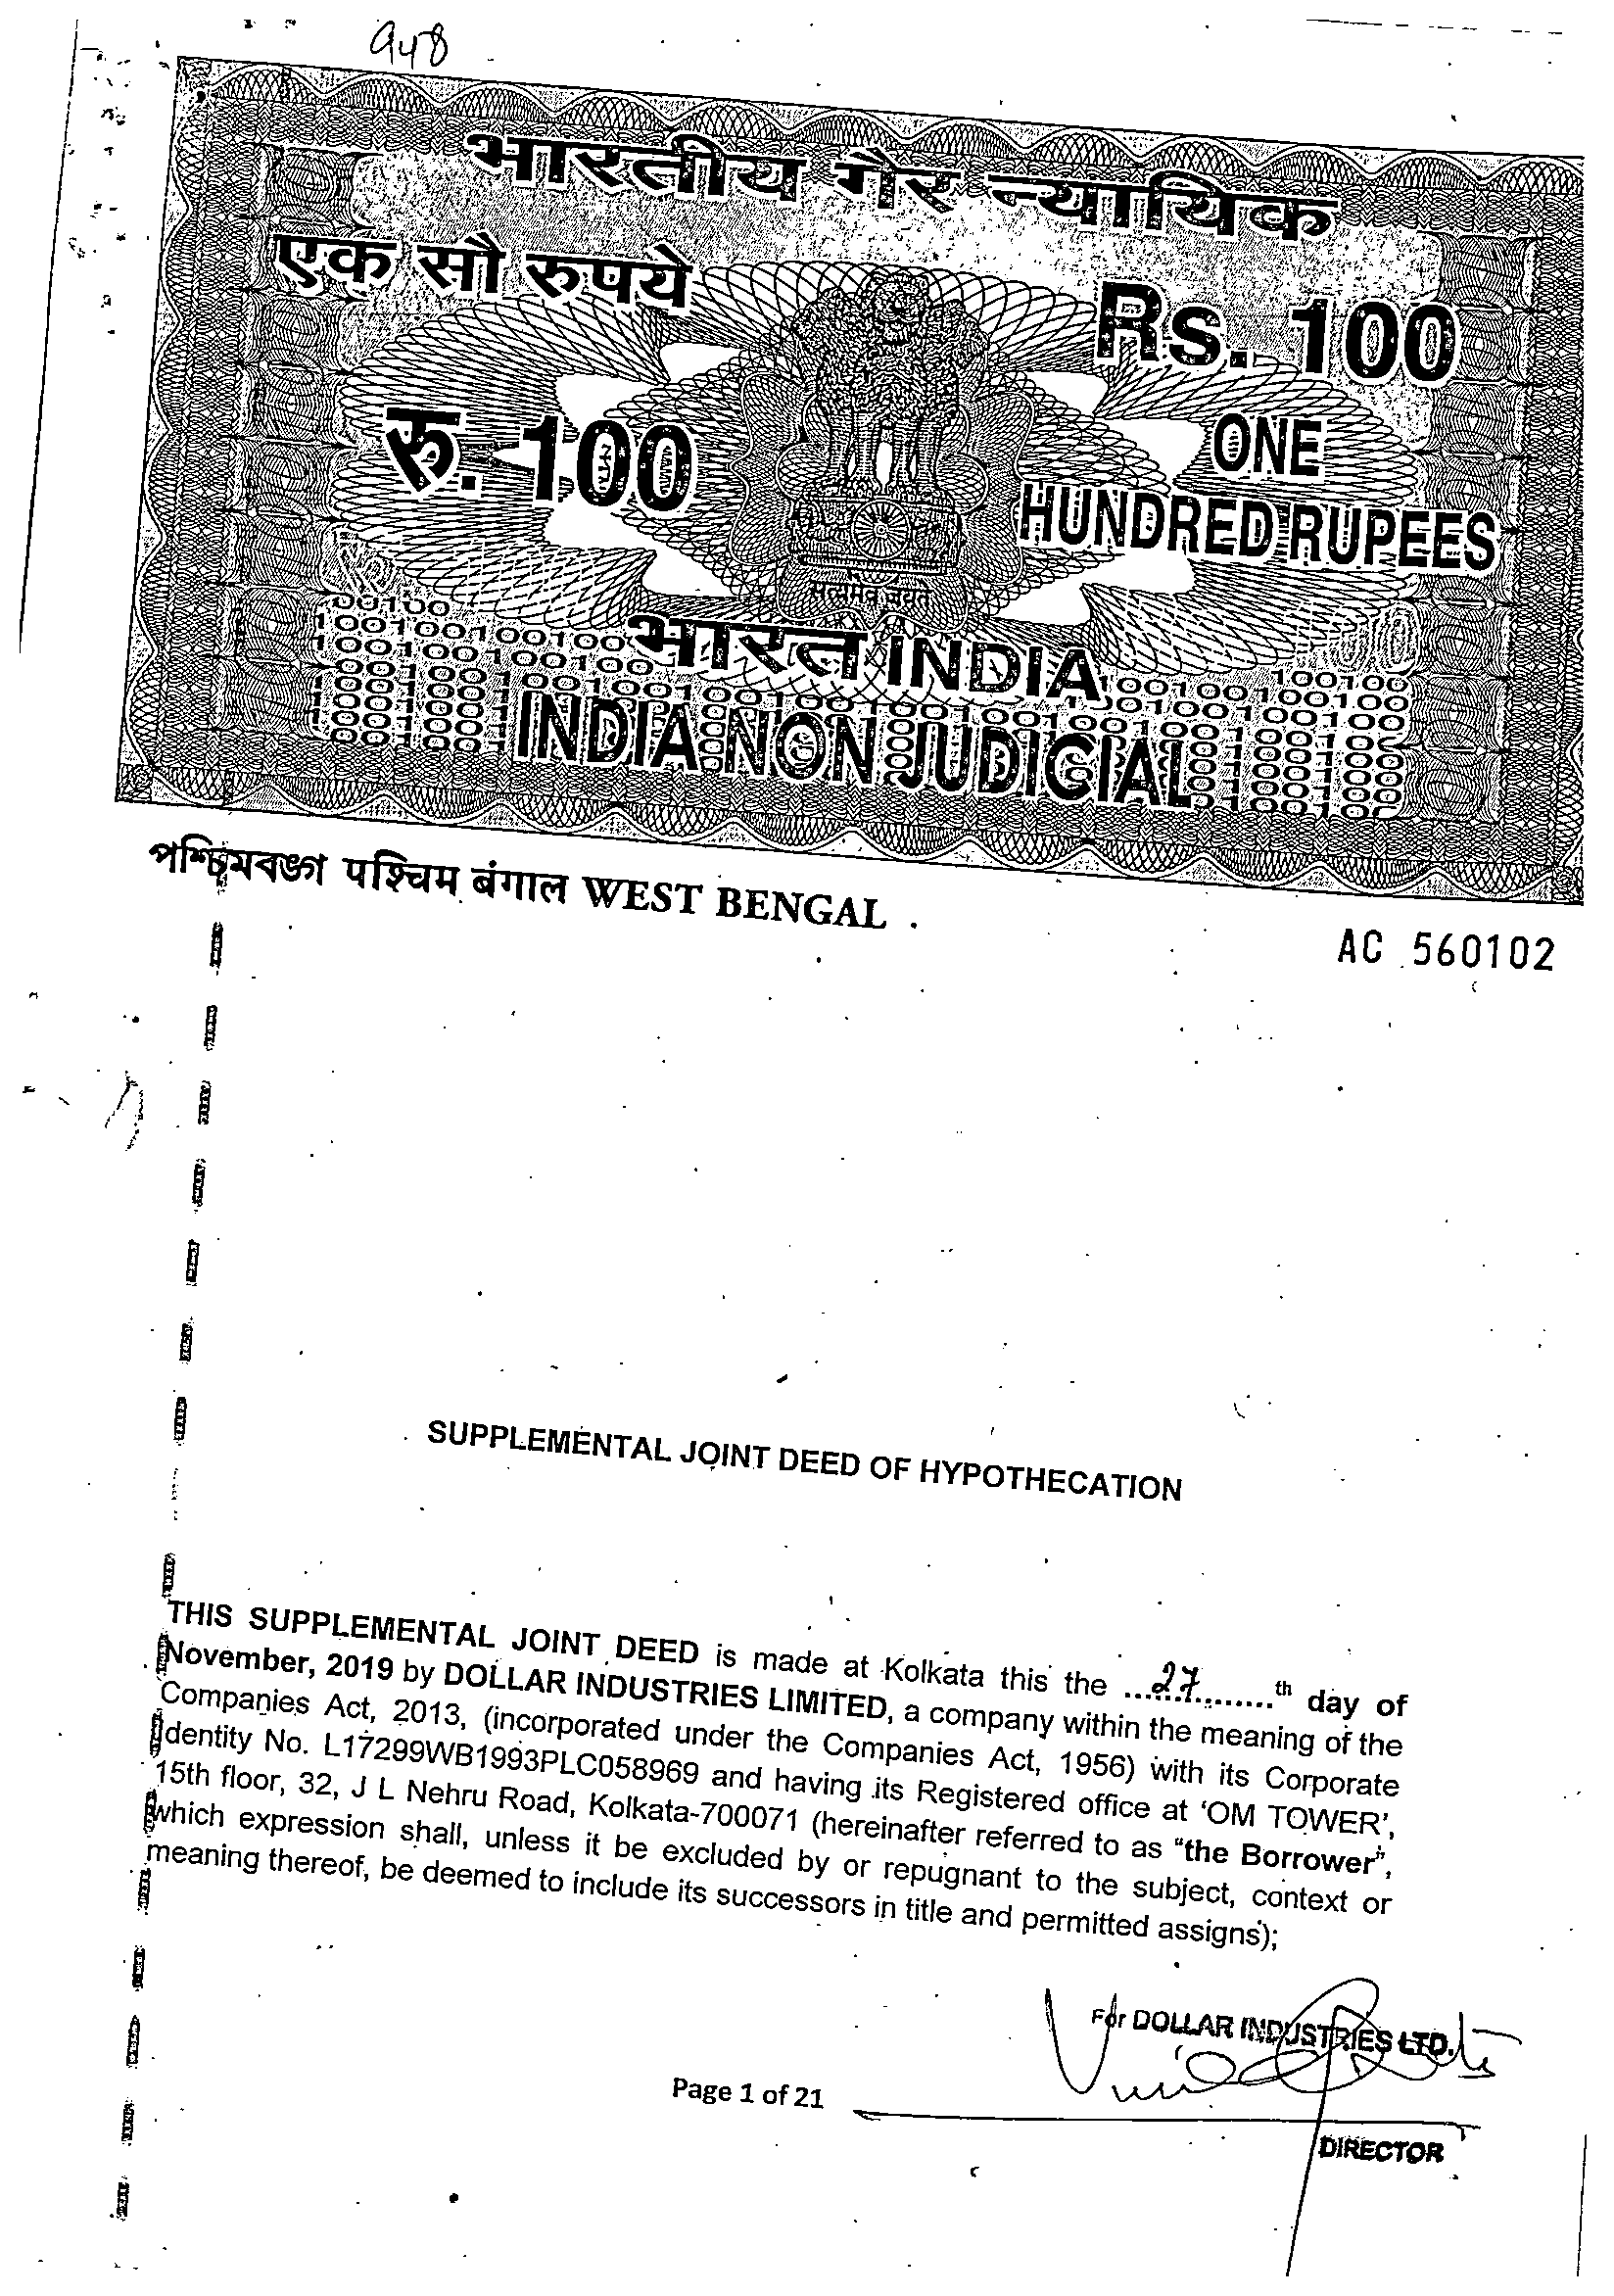 948
भारतीय गैर न्यायिक
एक सौ रुपये
Rs. 100
रु. 100
ONE
HUNDRED RUPEES
सत्यमेव जयते
भारत INDIA
INDIA NON JUDICIAL
পশ্চিমবঙ্গ पश्चिम बंगाल WEST BENGAL
AC 560102
SUPPLEMENTAL JOINT DEED OF HYPOTHECATION
THIS SUPPLEMENTAL JOINT DEED is made at Kolkata this the ....27............th day of
November, 2019 by DOLLAR INDUSTRIES LIMITED, a company within the meaning of the
Companies Act, 2013, (incorporated under the Companies Act, 1956) with its Corporate
Identity No. L17299WB1993PLC058969 and having its Registered office at ‘OM TOWER’,
15th floor, 32, J L Nehru Road, Kolkata-700071 (hereinafter referred to as “the Borrower”,
which expression shall, unless it be excluded by or repugnant to the subject, context or
meaning thereof, be deemed to include its successors in title and permitted assigns);
For DOLLAR INDUSTRIES LTD.
Page 1 of 21
DIRECTOR